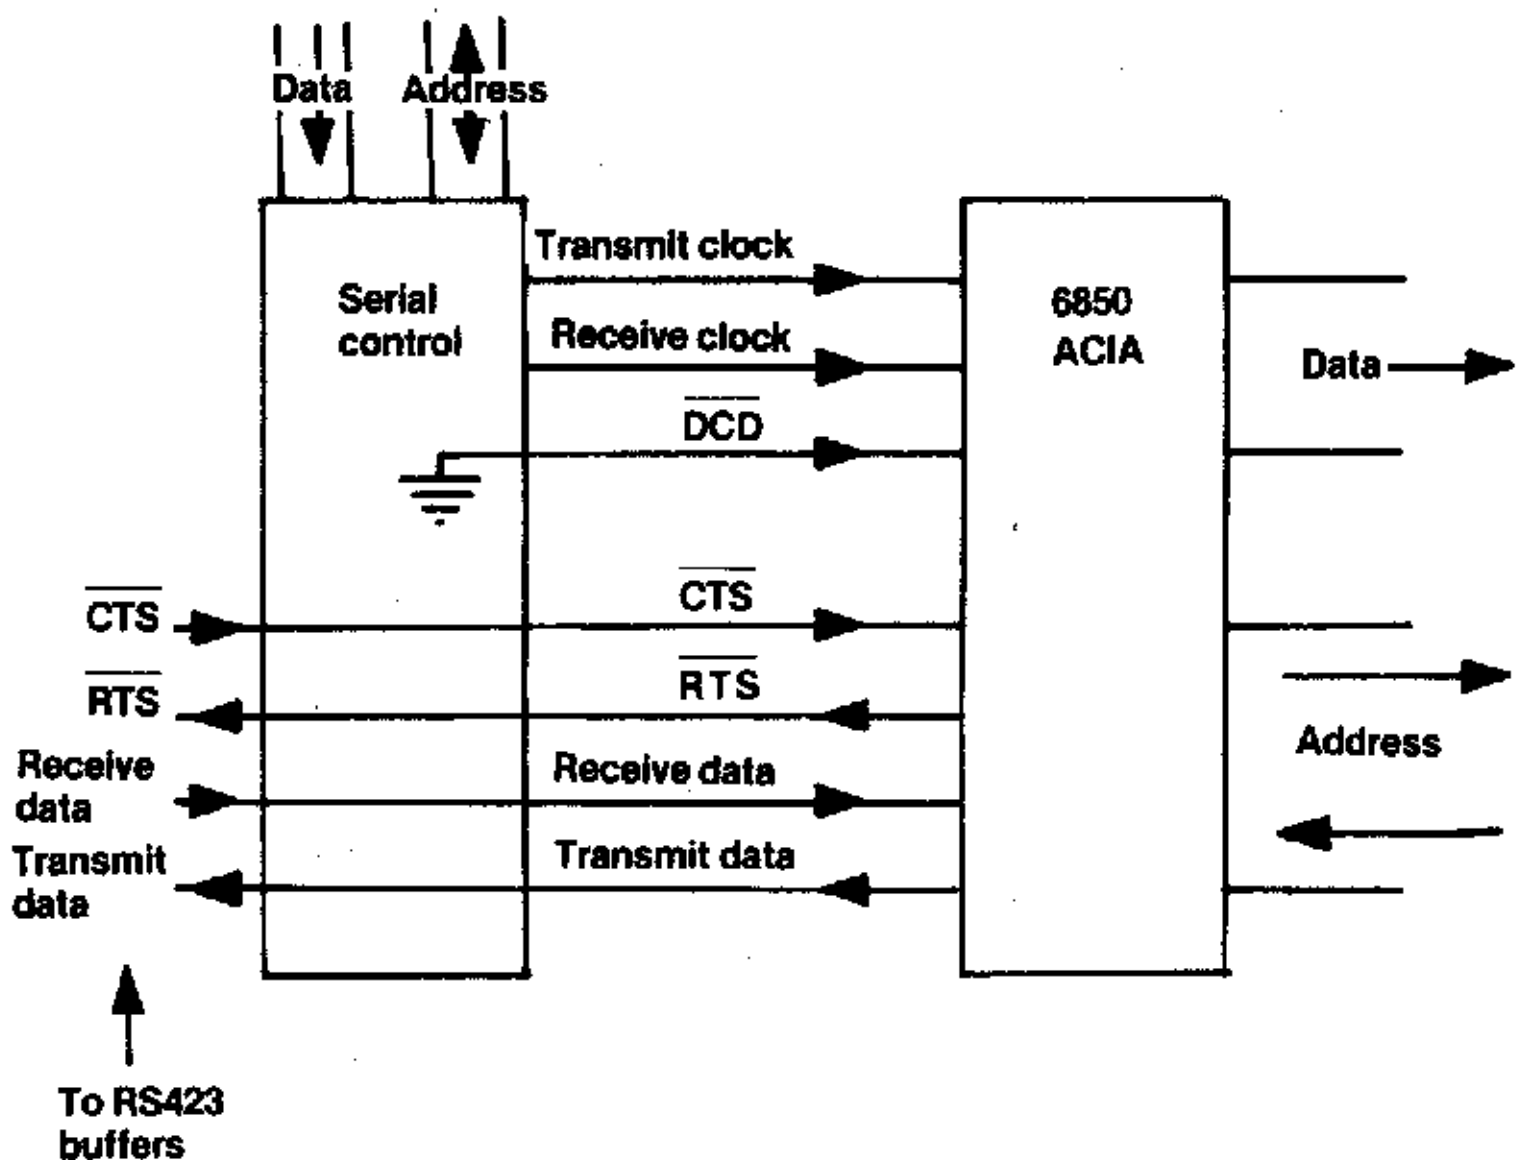 Data
Address
Transmit clock
Serial
control
6850
ACIA
Receive clock
Data
DCD
CTS
CTS
RTS
RTS
Address
Receive
data
Receive data
Transmit
data
Transmit data
To RS423
buffers